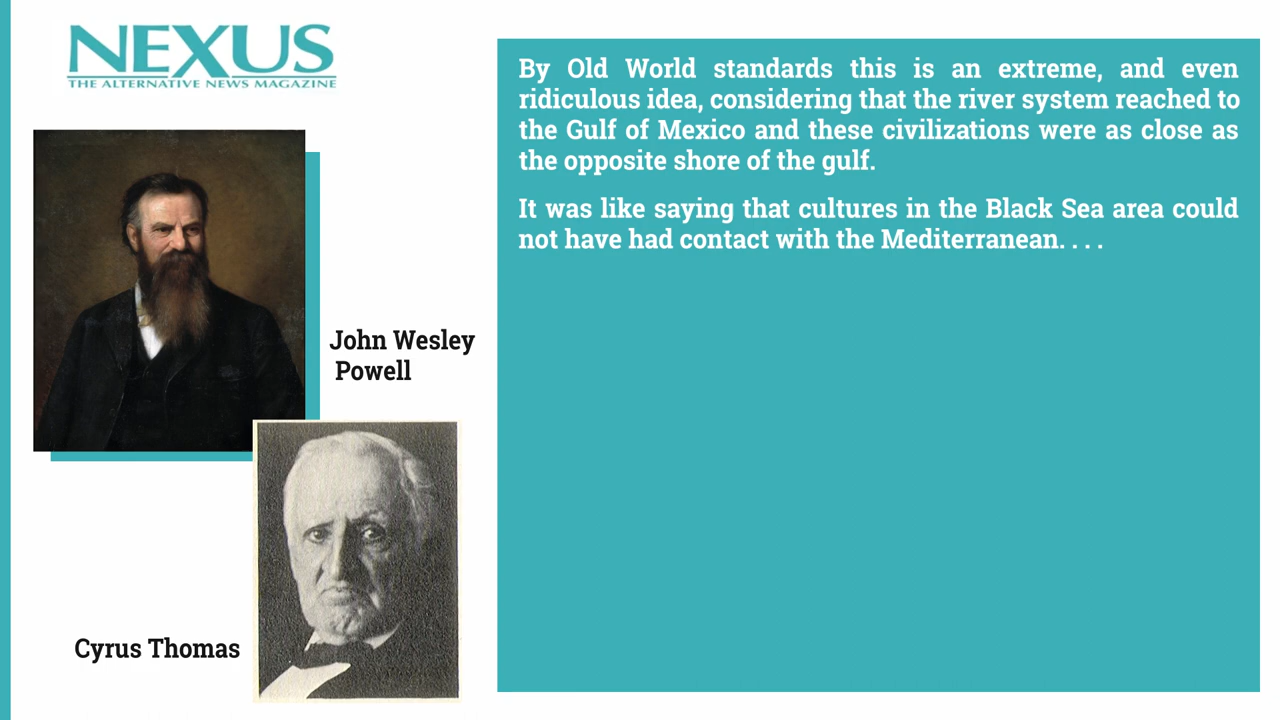 NEXUS
THE ALTERNATIVE NEWS MAGAZINE
By Old World standards this is an extreme, and even
ridiculous idea, considering that the river system reached to
the Gulf of Mexico and these civilizations were as close as
the opposite shore of the gulf.
It was like saying that cultures in the Black Sea area could
not have had contact with the Mediterranean. . . .
John Wesley
Powell
Cyrus Thomas